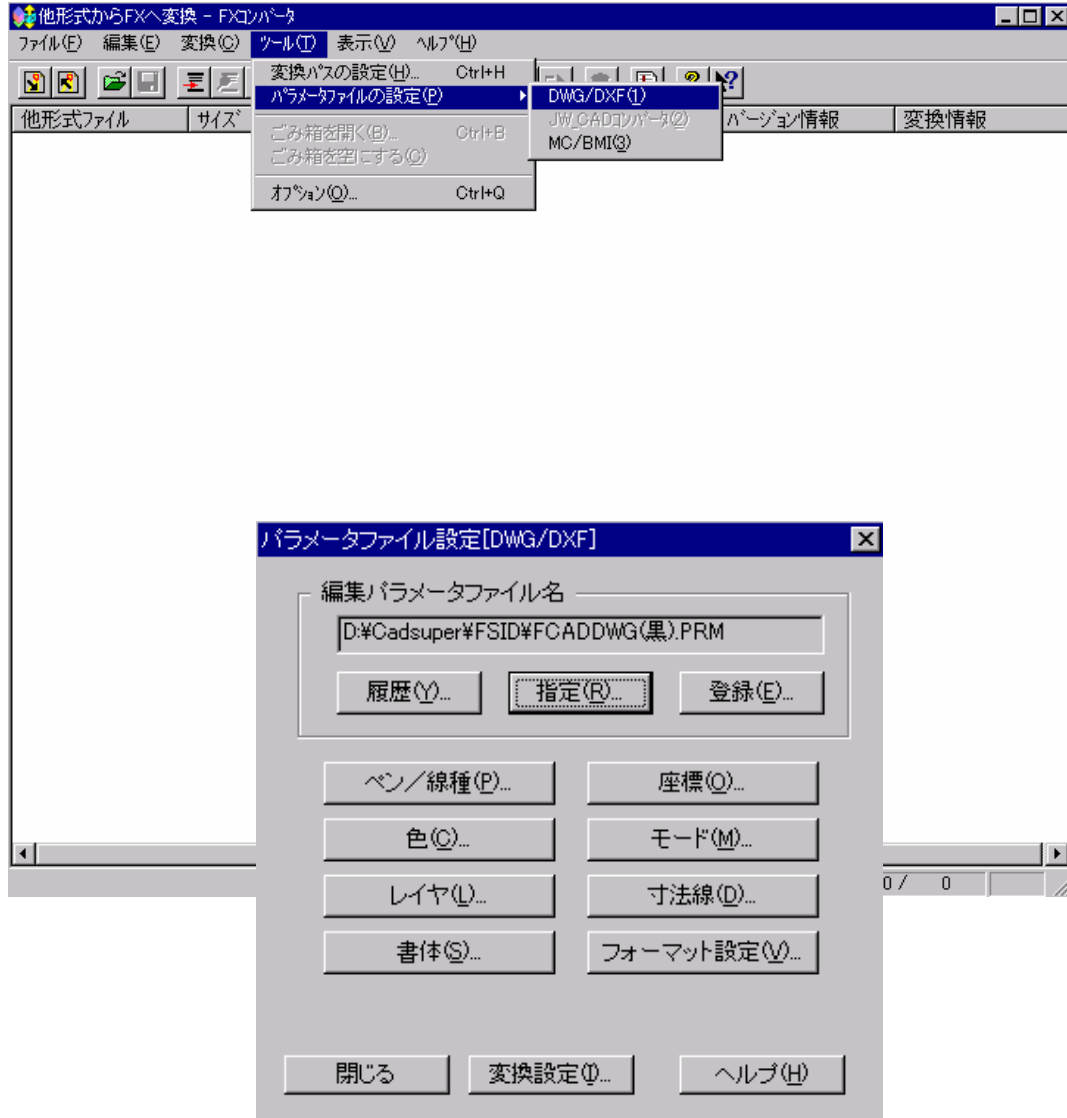 他形式からFXへ変換 - FXコンバータ
ファイル(F) 編集(E) 変換(C) ツール(T) 表示(V) ヘルプ(H)
変換パスの設定(H)... Ctrl+H
パラメータファイルの設定(P)
DWG/DXF(1)
他形式ファイル サイズ バージョン情報 変換情報
JW_CADコンバータ(2)
ごみ箱を開く(B)... Ctrl+B
MC/BMI(3)
ごみ箱を空にする(C)
オプション(O)... Ctrl+Q
パラメータファイル設定[DWG/DXF]
編集パラメータファイル名
D:¥Cadsuper¥FSID¥FCADDWG(黒).PRM
履歴(Y)... 指定(R)... 登録(E)...
ペン/線種(P)... 座標(O)...
色(C)... モード(M)...
0 / 0
レイヤ(L)... 寸法線(D)...
書体(S)... フォーマット設定(V)...
閉じる 変換設定(I)... ヘルプ(H)